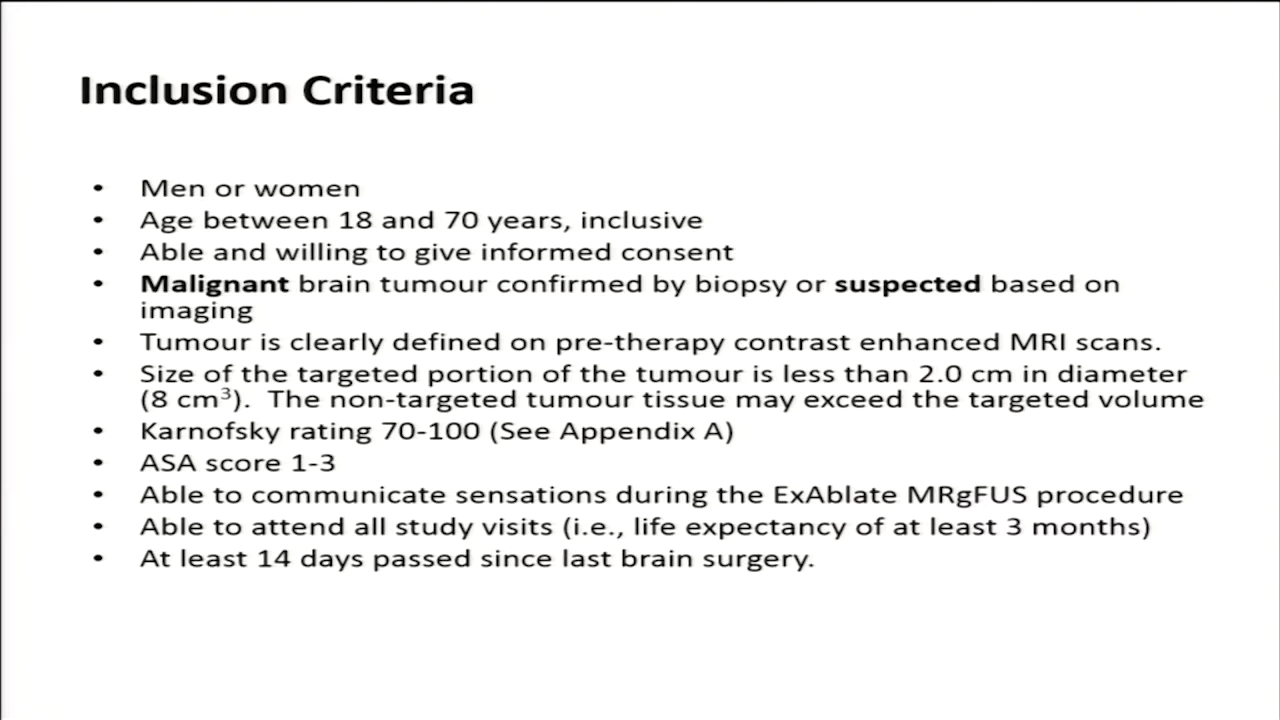 Inclusion Criteria
• Men or women
• Age between 18 and 70 years, inclusive
• Able and willing to give informed consent
• Malignant brain tumour confirmed by biopsy or suspected based on
imaging
• Tumour is clearly defined on pre-therapy contrast enhanced MRI scans.
• Size of the targeted portion of the tumour is less than 2.0 cm in diameter
(8 cm³). The non-targeted tumour tissue may exceed the targeted volume
• Karnofsky rating 70-100 (See Appendix A)
• ASA score 1-3
• Able to communicate sensations during the ExAblate MRgFUS procedure
• Able to attend all study visits (i.e., life expectancy of at least 3 months)
• At least 14 days passed since last brain surgery.